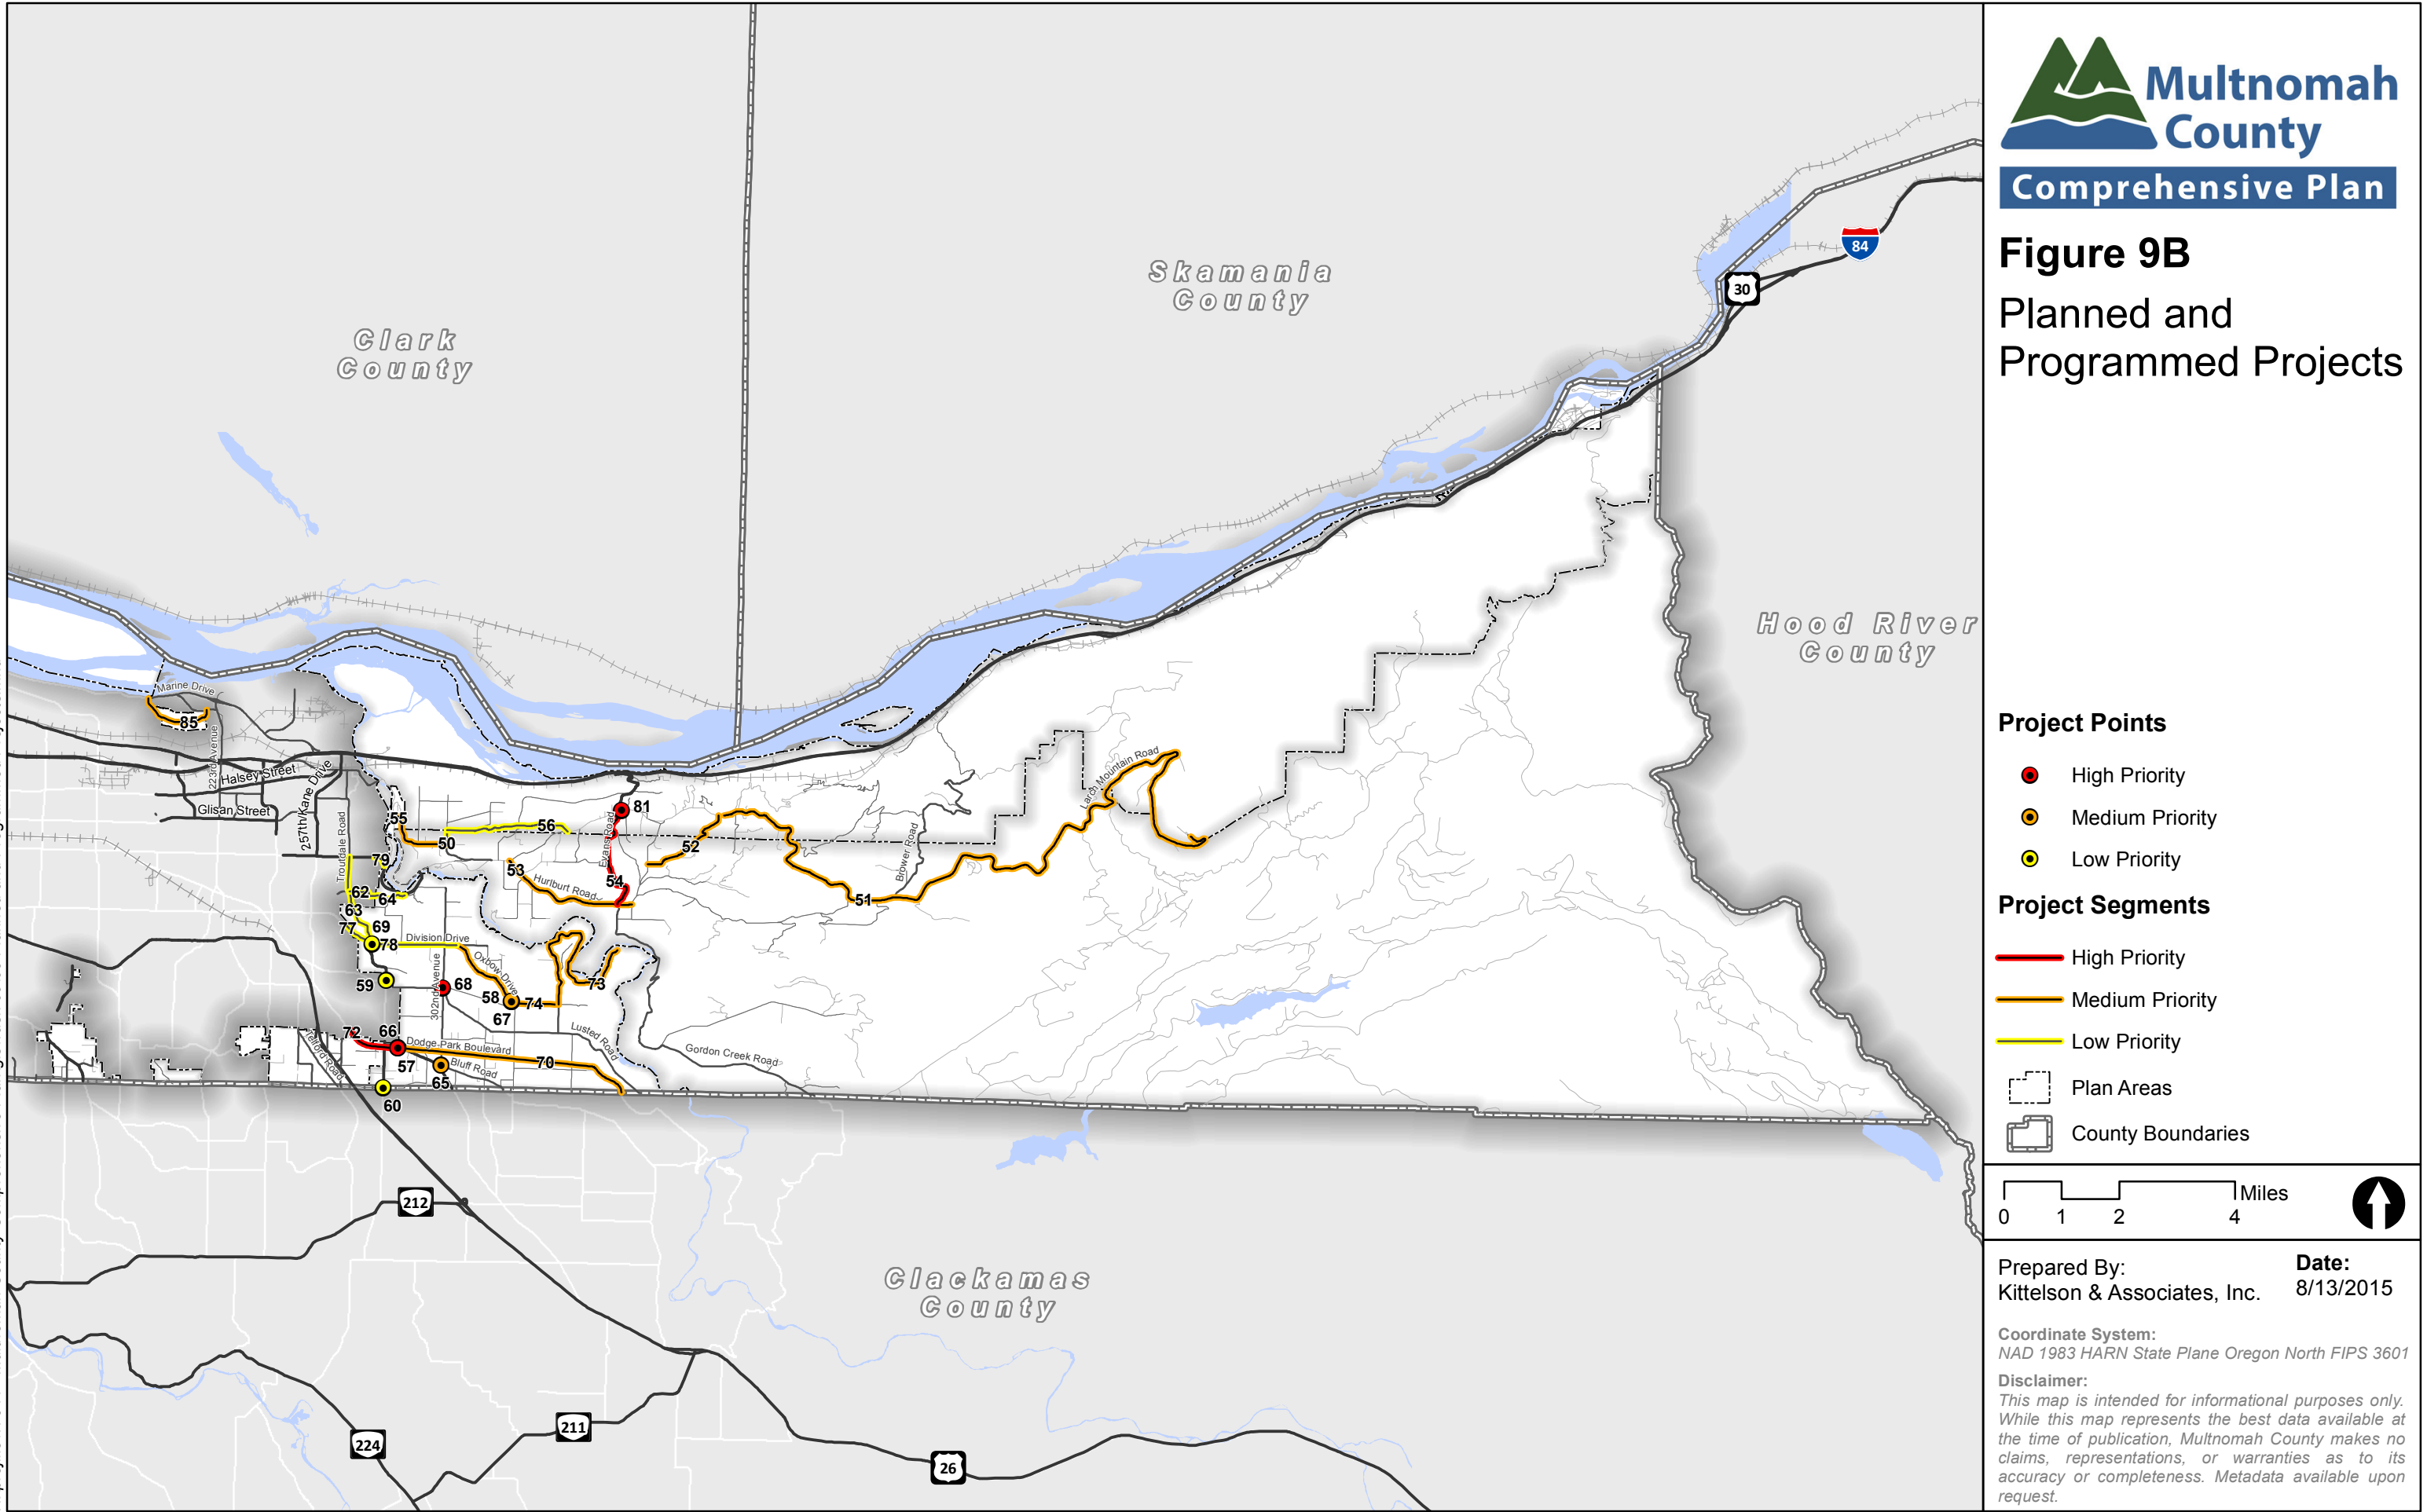 Multnomah
County
Comprehensive Plan
Figure 9B
Planned and
Programmed Projects
Project Points
High Priority
Medium Priority
Low Priority
Project Segments
High Priority
Medium Priority
Low Priority
Plan Areas
County Boundaries
Miles
0 1 2 4
Prepared By:
Kittelson & Associates, Inc.
Date:
8/13/2015
Coordinate System:
NAD 1983 HARN State Plane Oregon North FIPS 3601
Disclaimer:
This map is intended for informational purposes only.
While this map represents the best data available at
the time of publication, Multnomah County makes no
claims, representations, or warranties as to its
accuracy or completeness. Metadata available upon
request.
Clark
County
Skamania
County
Hood River
County
Clackamas
County
84
30
Marine Drive
85
223rd Avenue
Halsey Street
Glisan Street
257th/Kane Drive
Troutdale Road
55
50
56
81
Evans Road
52
Larch Mountain Road
Brower Road
51
79
53
Hurlburt Road
54
62
64
63
77
69
78
Division Drive
Oxbow Drive
302nd Avenue
59
68
58
74
73
67
72
66
Dodge Park Boulevard
Lusted Road
57
Bluff Road
70
65
Telford Road
60
Gordon Creek Road
212
211
224
26